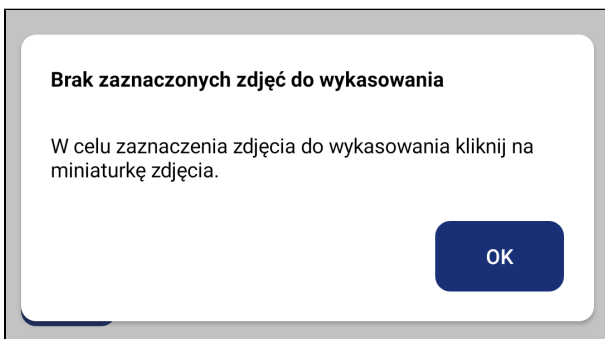 Brak zaznaczonych zdjęć do wykasowania
W celu zaznaczenia zdjęcia do wykasowania kliknij na
miniaturkę zdjęcia.
OK